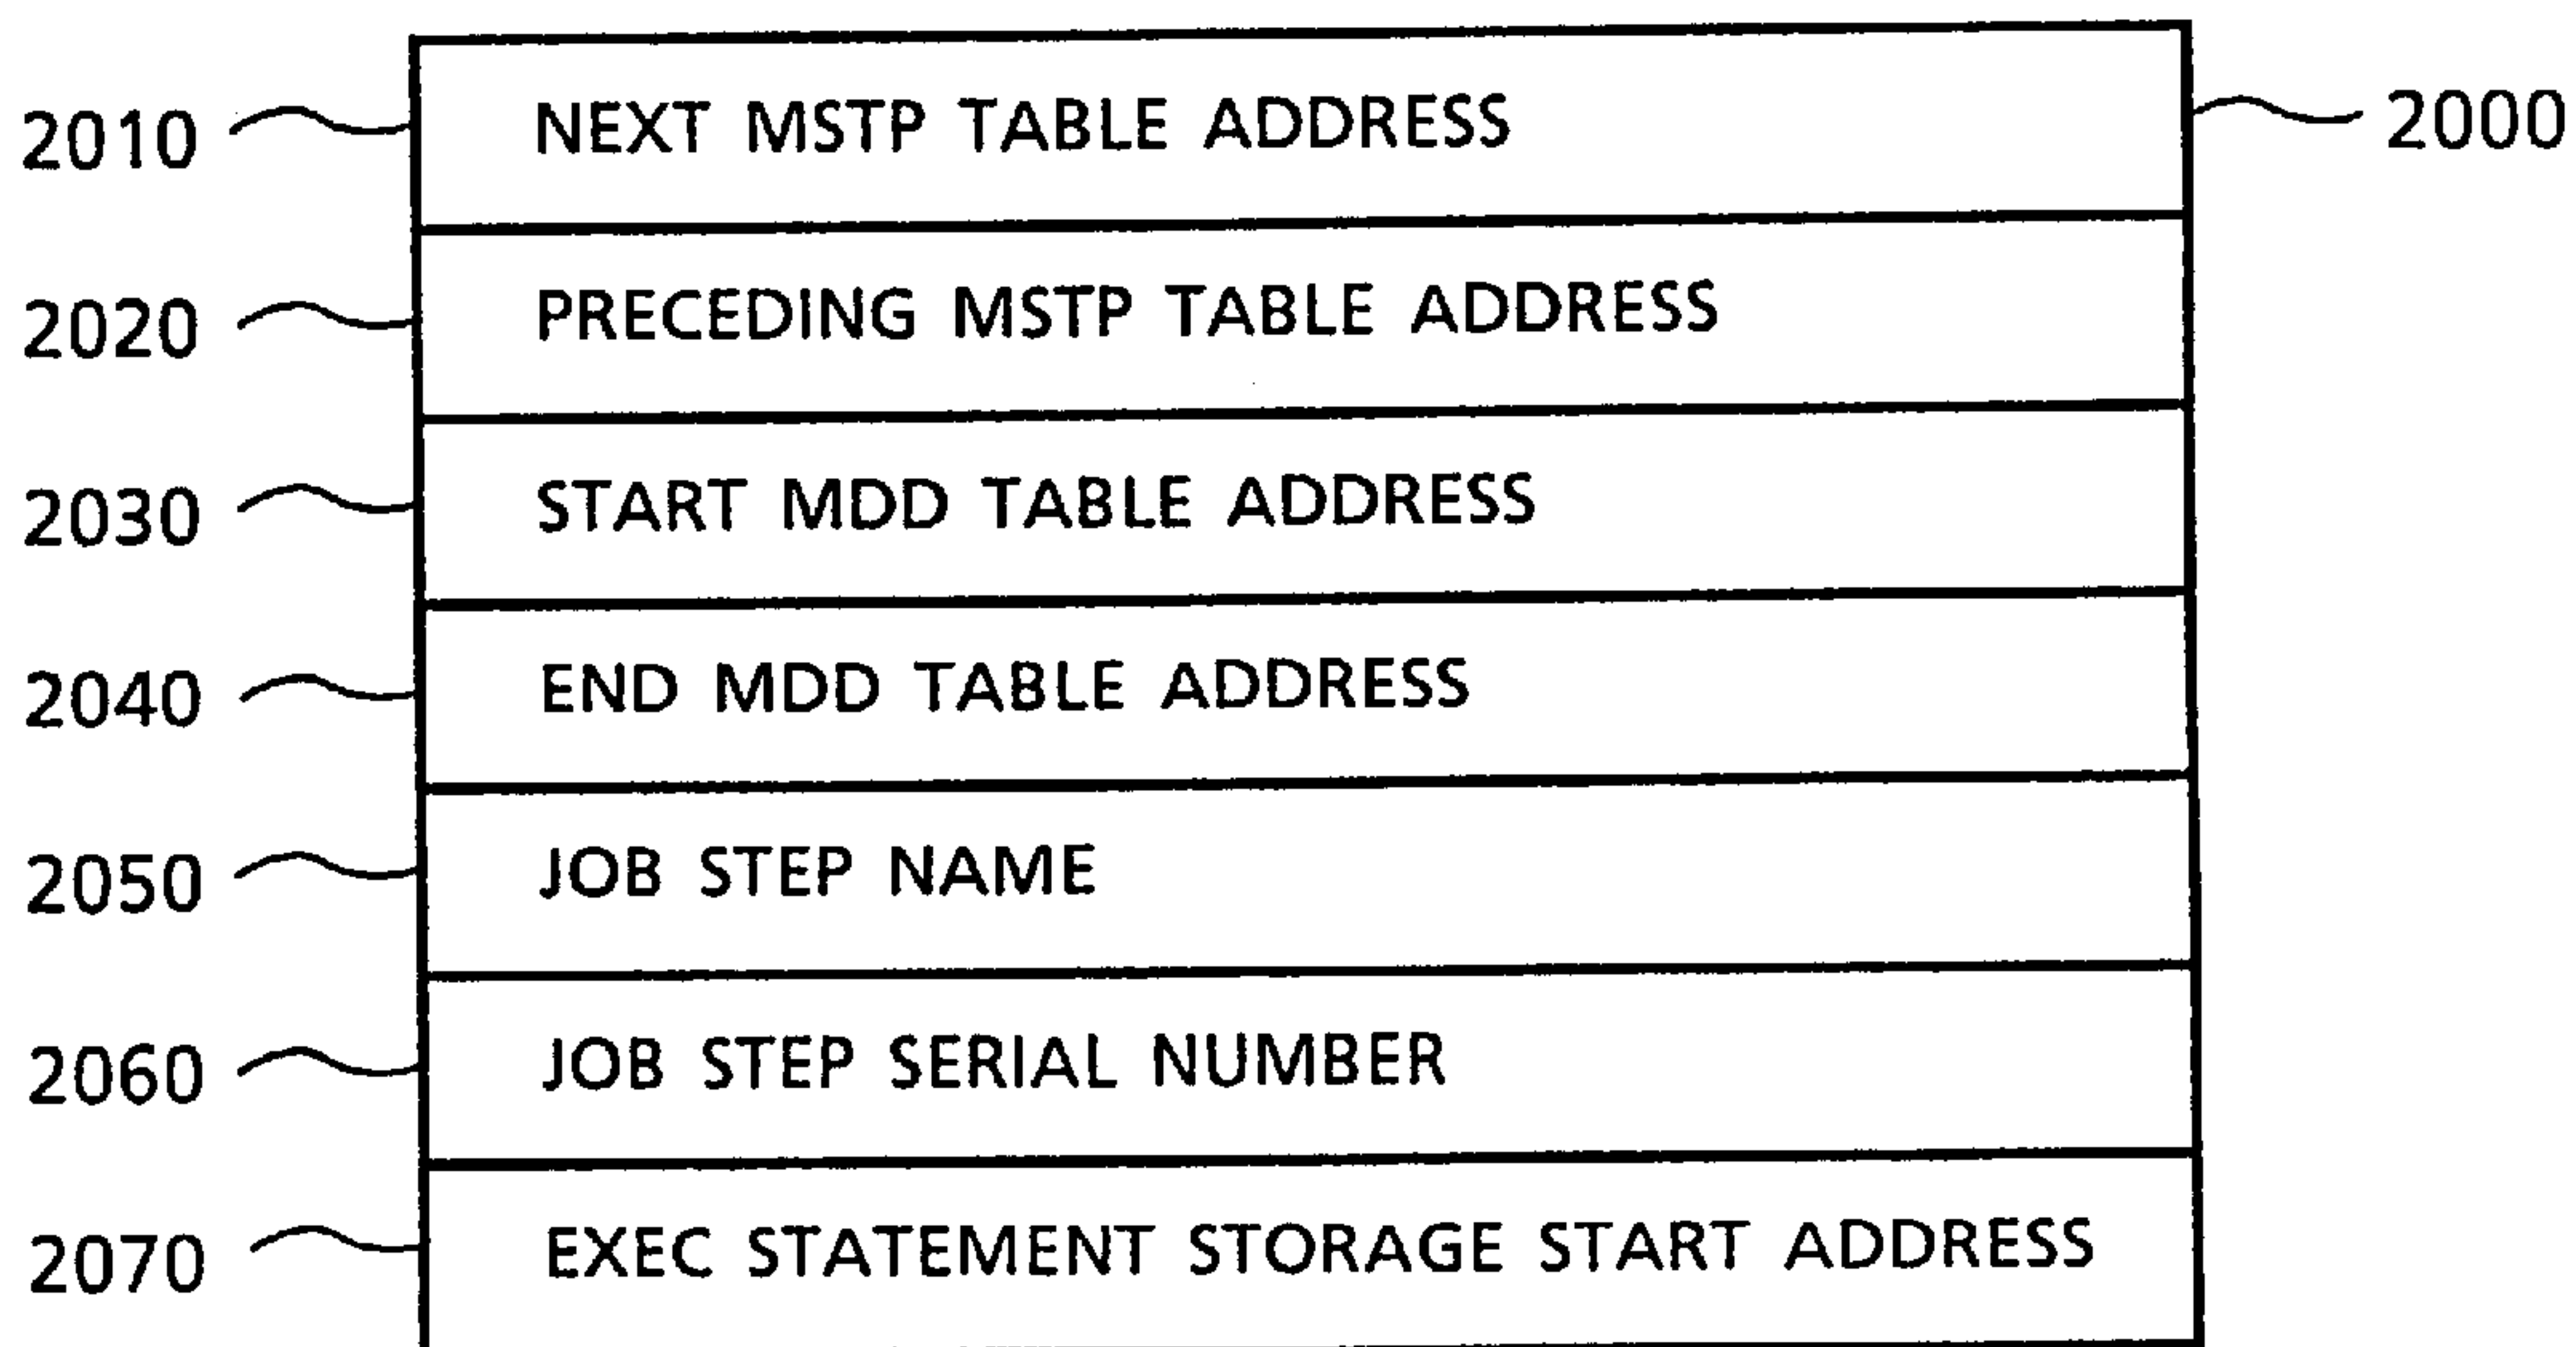 2010 NEXT MSTP TABLE ADDRESS 2000
2020 PRECEDING MSTP TABLE ADDRESS
2030 START MDD TABLE ADDRESS
2040 END MDD TABLE ADDRESS
2050 JOB STEP NAME
2060 JOB STEP SERIAL NUMBER
2070 EXEC STATEMENT STORAGE START ADDRESS